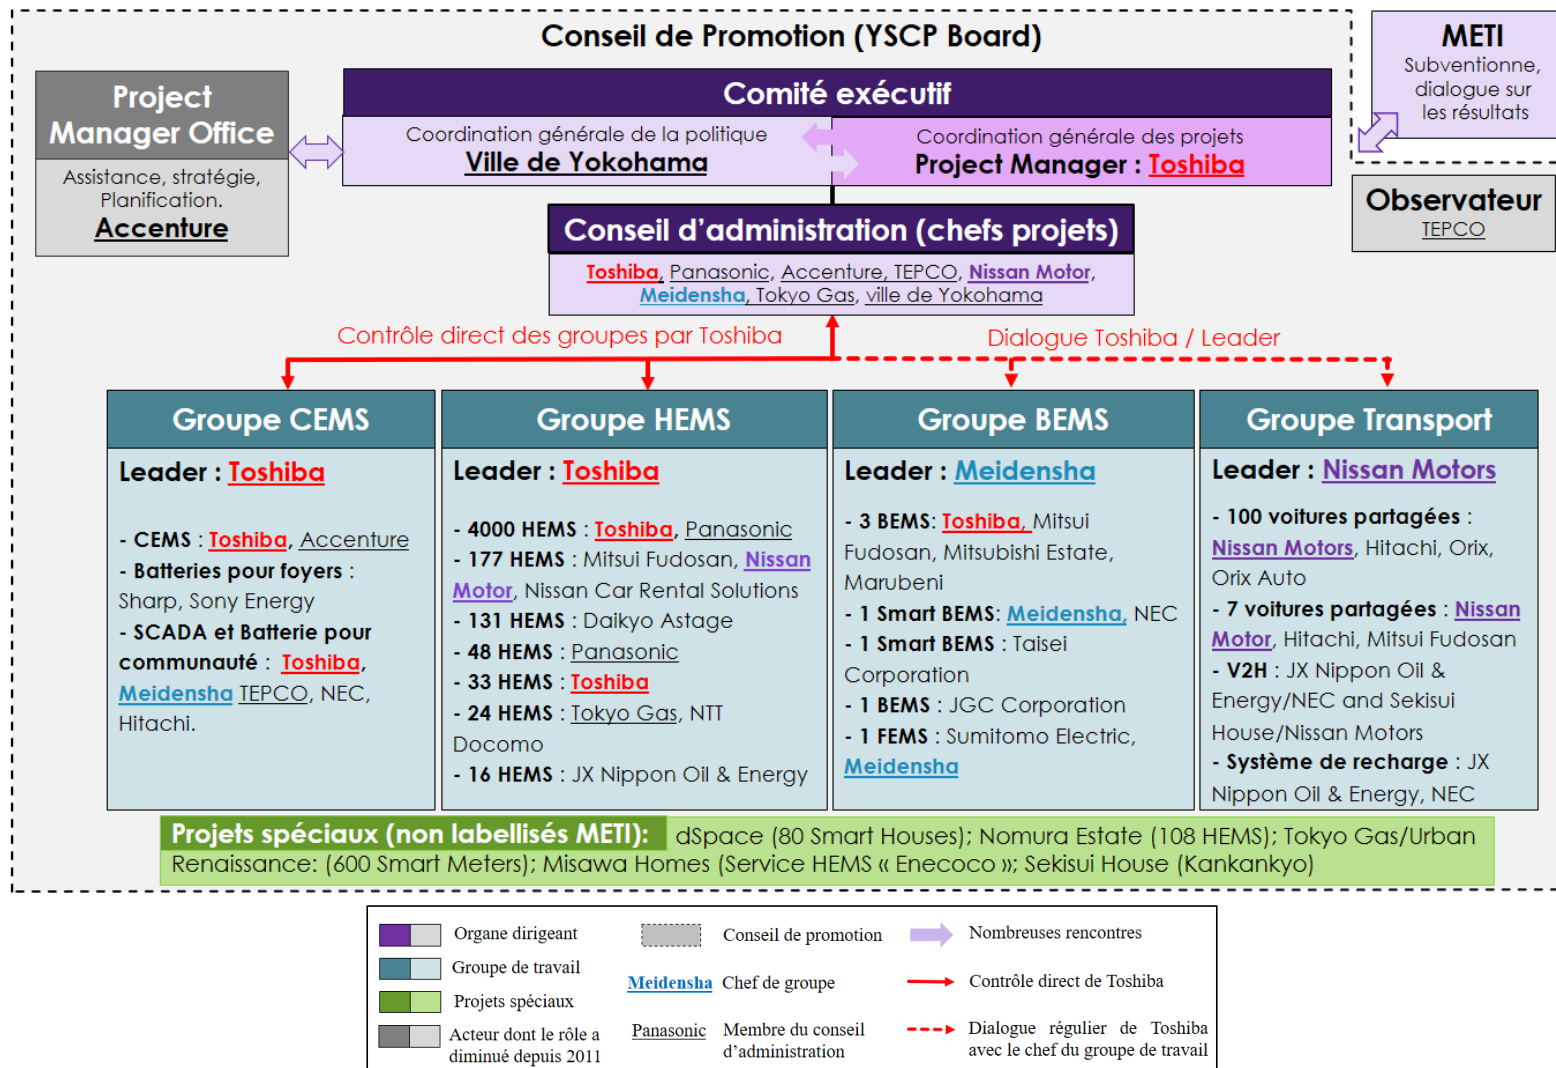 Conseil de Promotion (YSCP Board)
METI
Subventionne,
dialogue sur
les résultats
Project
Manager Office
Assistance, stratégie,
Planification.
Accenture
Comité exécutif
Coordination générale de la politique
Ville de Yokohama
Coordination générale des projets
Project Manager : Toshiba
Observateur
TEPCO
Conseil d’administration (chefs projets)
Toshiba, Panasonic, Accenture, TEPCO, Nissan Motor,
Meidensha, Tokyo Gas, ville de Yokohama
Contrôle direct des groupes par Toshiba
Dialogue Toshiba / Leader
Groupe CEMS
Leader : Toshiba
- CEMS : Toshiba, Accenture
- Batteries pour foyers :
Sharp, Sony Energy
- SCADA et Batterie pour
communauté : Toshiba,
Meidensha TEPCO, NEC,
Hitachi.
Groupe HEMS
Leader : Toshiba
- 4000 HEMS : Toshiba, Panasonic
- 177 HEMS : Mitsui Fudosan, Nissan
Motor, Nissan Car Rental Solutions
- 131 HEMS : Daikyo Astage
- 48 HEMS : Panasonic
- 33 HEMS : Toshiba
- 24 HEMS : Tokyo Gas, NTT
Docomo
- 16 HEMS : JX Nippon Oil & Energy
Groupe BEMS
Leader : Meidensha
- 3 BEMS: Toshiba, Mitsui
Fudosan, Mitsubishi Estate,
Marubeni
- 1 Smart BEMS: Meidensha, NEC
- 1 Smart BEMS : Taisei
Corporation
- 1 BEMS : JGC Corporation
- 1 FEMS : Sumitomo Electric,
Meidensha
Groupe Transport
Leader : Nissan Motors
- 100 voitures partagées :
Nissan Motors, Hitachi, Orix,
Orix Auto
- 7 voitures partagées : Nissan
Motor, Hitachi, Mitsui Fudosan
- V2H : JX Nippon Oil &
Energy/NEC and Sekisui
House/Nissan Motors
- Système de recharge : JX
Nippon Oil & Energy, NEC
Projets spéciaux (non labellisés METI): dSpace (80 Smart Houses); Nomura Estate (108 HEMS); Tokyo Gas/Urban
Renaissance: (600 Smart Meters); Misawa Homes (Service HEMS « Enecoco »; Sekisui House (Kankankyo)
Organe dirigeant
Groupe de travail
Projets spéciaux
Acteur dont le rôle a
diminué depuis 2011
Conseil de promotion
Meidensha Chef de groupe
Panasonic Membre du conseil
d’administration
Nombreuses rencontres
Contrôle direct de Toshiba
Dialogue régulier de Toshiba
avec le chef du groupe de travail